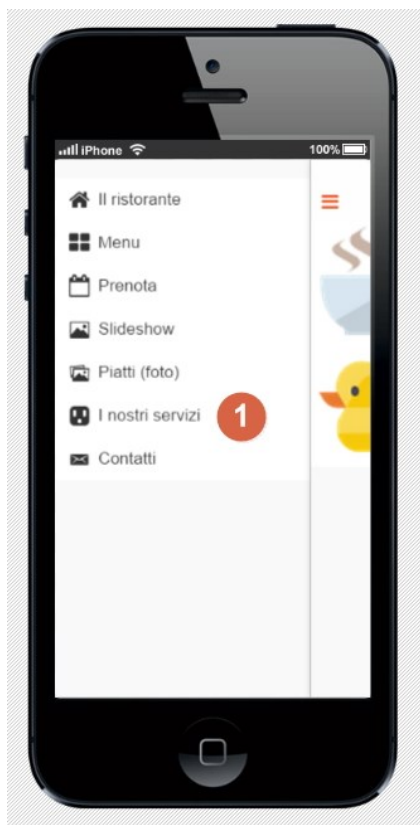 iPhone 100%
Il ristorante
Menu
Prenota
Slideshow
Piatti (foto)
I nostri servizi 1
Contatti